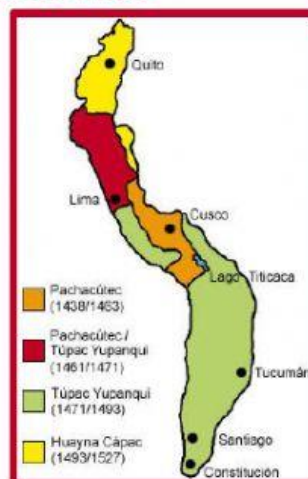 Quito
Lima
Cusco
Lago Titicaca
Pachacútec
(1438/1463)
Pachacútec /
Túpac Yupanqui
(1461/1471)
Túpac Yupanqui
(1471/1493)
Huayna Cápac
(1493/1527)
Tucumán
Santiago
Constitución